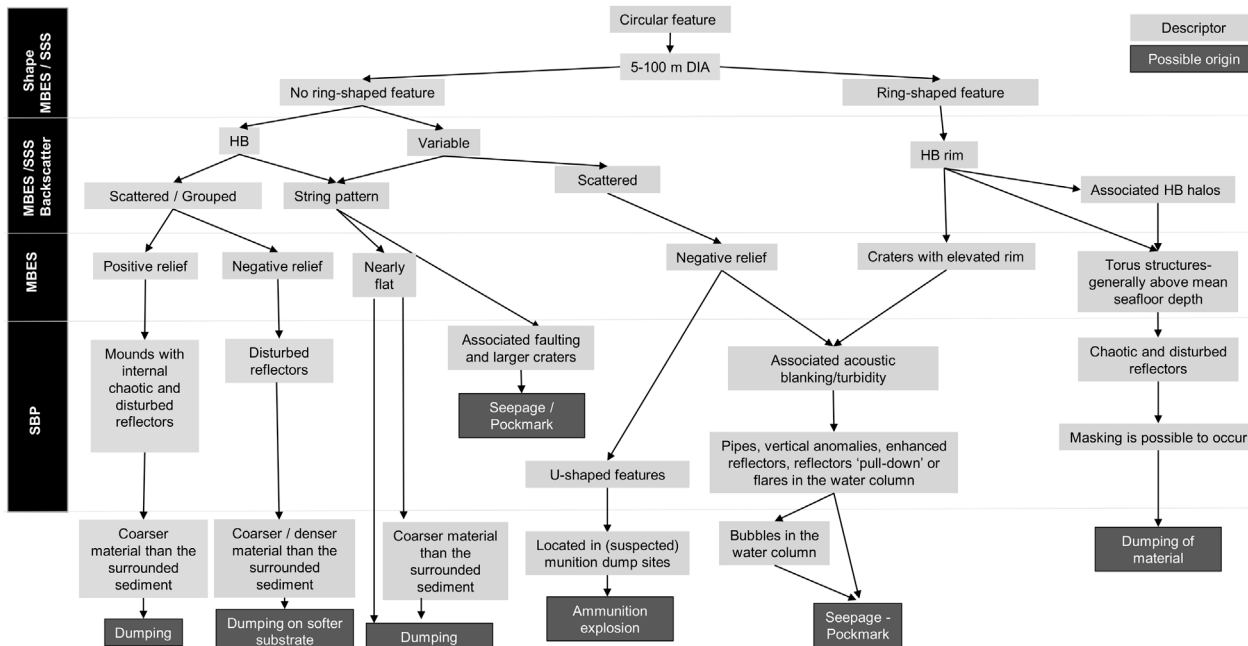 Circular feature
Descriptor
Possible origin
Shape
MBES / SSS
5-100 m DIA
No ring-shaped feature
Ring-shaped feature
MBES /SSS
Backscatter
HB
Variable
HB rim
Scattered / Grouped
String pattern
Scattered
Associated HB halos
MBES
Positive relief
Negative relief
Nearly
flat
Negative relief
Craters with elevated rim
Torus structures-
generally above mean
seafloor depth
SBP
Mounds with
internal
chaotic and
disturbed
reflectors
Disturbed
reflectors
Associated faulting
and larger craters
Associated acoustic
blanking/turbidity
Chaotic and disturbed
reflectors
Seepage /
Pockmark
Masking is possible to occur
U-shaped features
Pipes, vertical anomalies, enhanced
reflectors, reflectors ‘pull-down’ or
flares in the water column
Coarser
material than the
surrounded
sediment
Coarser / denser
material than the
surrounded
sediment
Coarser material
than the
surrounded
sediment
Located in (suspected)
munition dump sites
Bubbles in the
water column
Dumping of
material
Dumping
Dumping on softer
substrate
Dumping
Ammunition
explosion
Seepage -
Pockmark